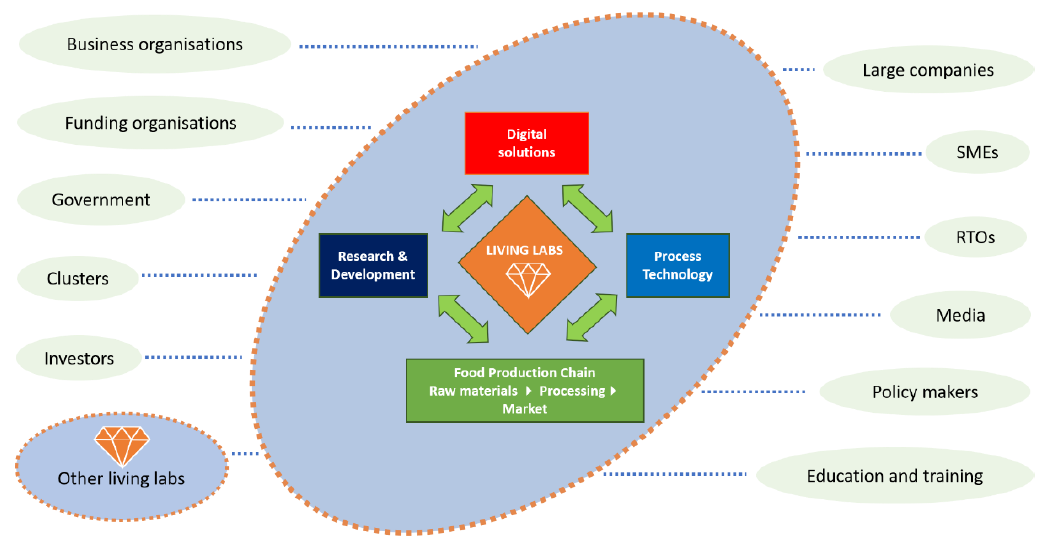 Business organisations
Funding organisations
Government
Clusters
Investors
Other living labs
Digital
solutions
Research &
Development
LIVING LABS
Process
Technology
Food Production Chain
Raw materials Processing
Market
Large companies
SMEs
RTOs
Media
Policy makers
Education and training